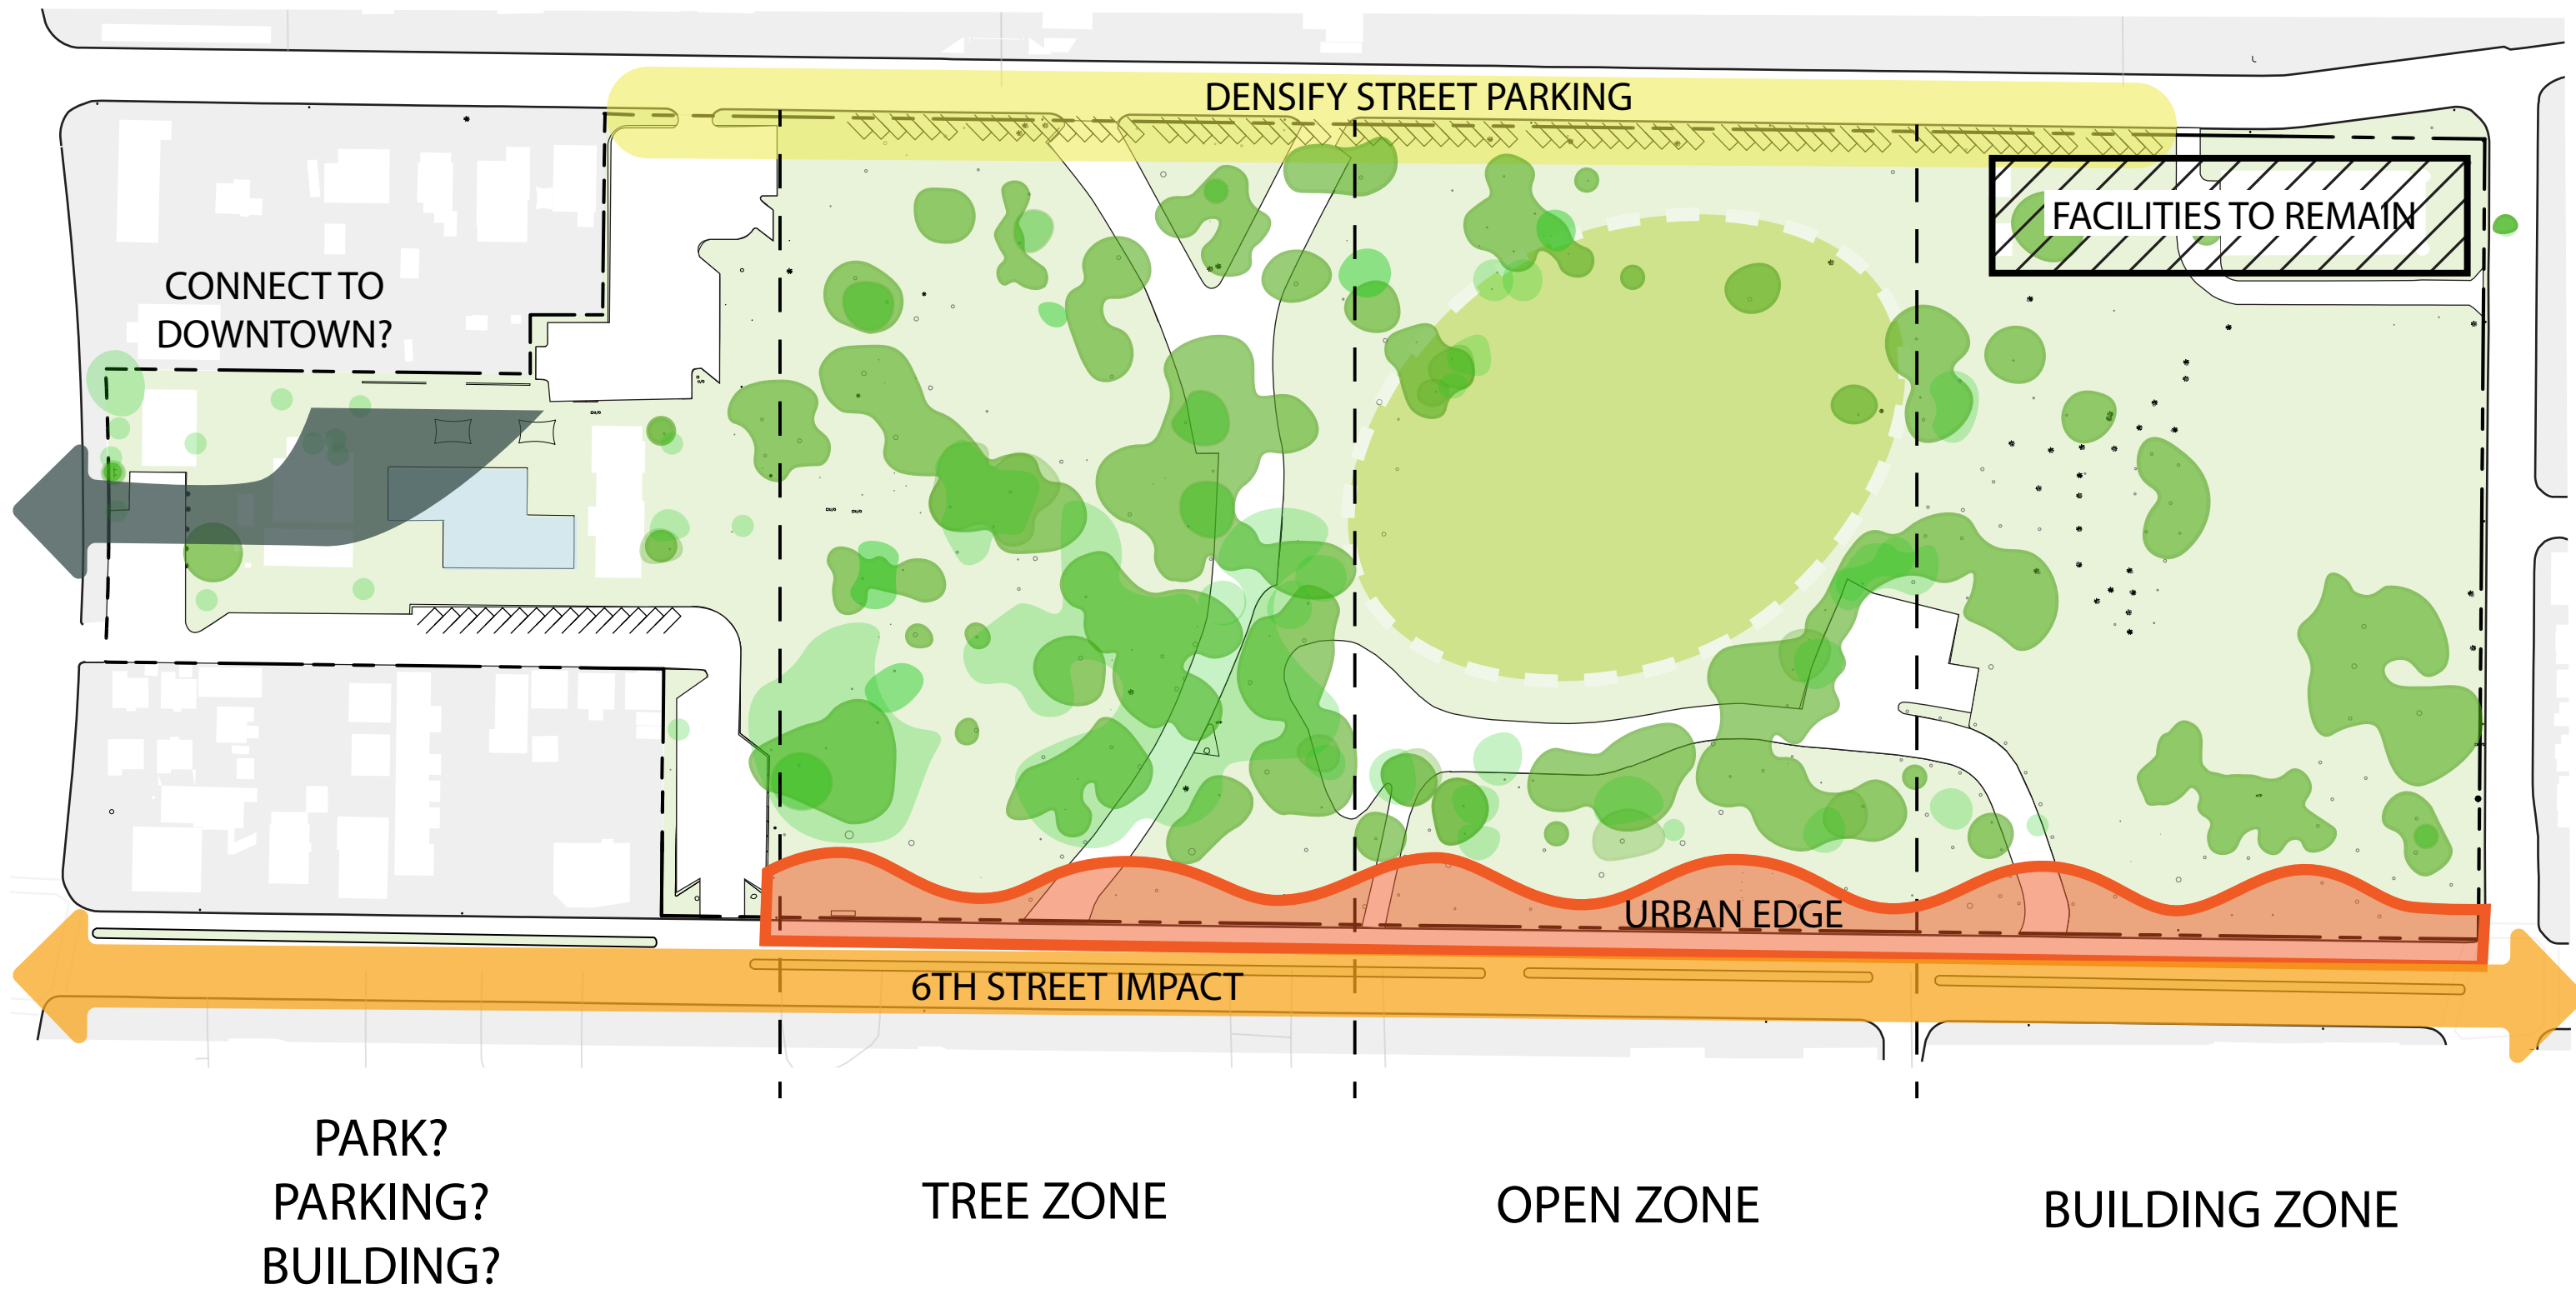 DENSIFY STREET PARKING
FACILITIES TO REMAIN
CONNECT TO
DOWNTOWN?
URBAN EDGE
6TH STREET IMPACT
PARK?
PARKING?
BUILDING?
TREE ZONE
OPEN ZONE
BUILDING ZONE